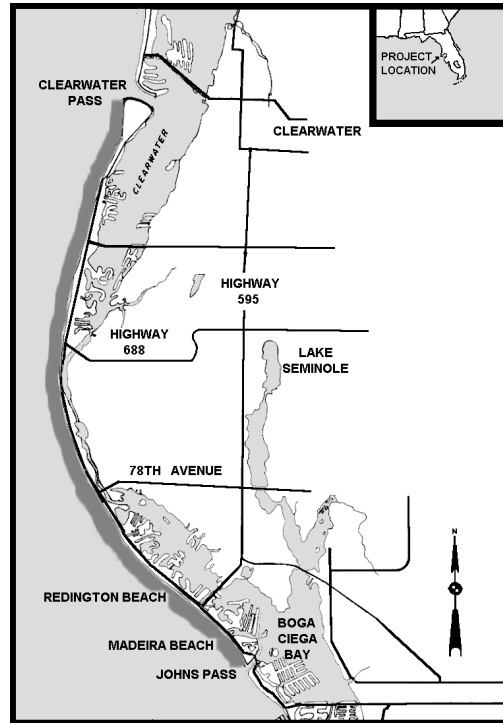 PROJECT
LOCATION
CLEARWATER
PASS
CLEARWATER
CLEARWATER
HIGHWAY
595
HIGHWAY
688
LAKE
SEMINOLE
78TH AVENUE
N
REDINGTON BEACH
BOGA
CIEGA
BAY
MADEIRA BEACH
JOHNS PASS